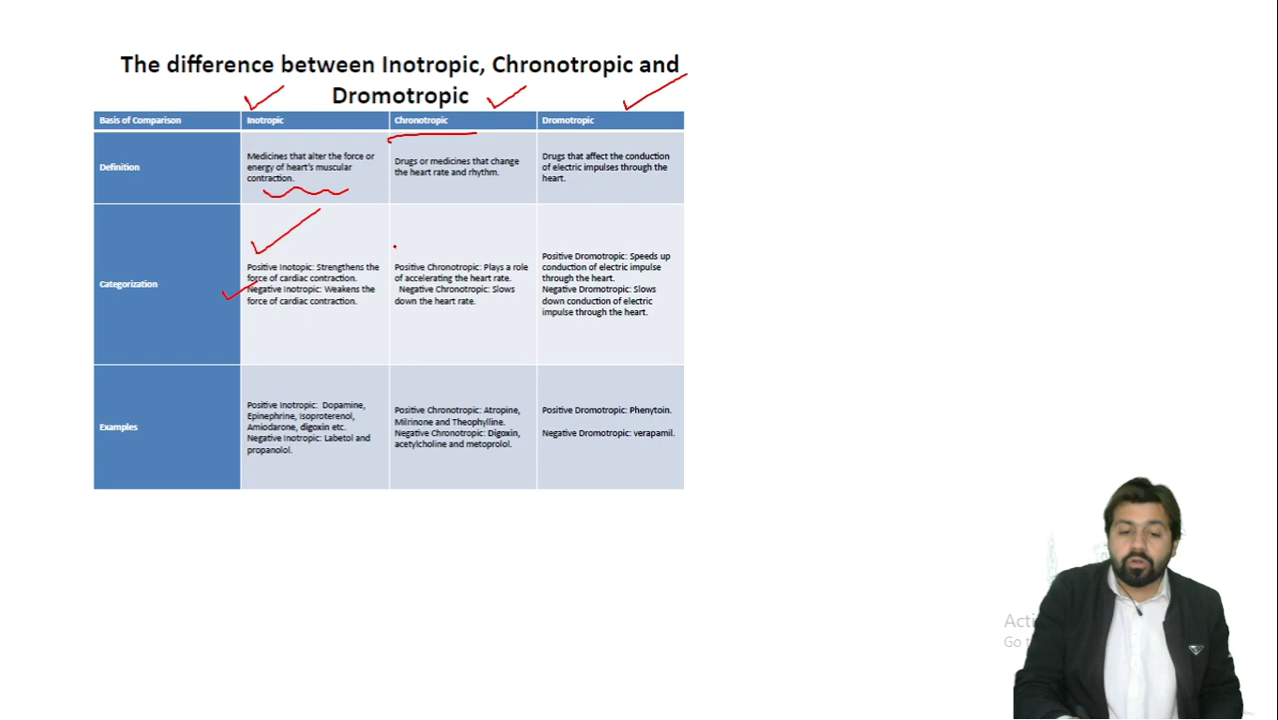 The difference between Inotropic, Chronotropic and
Dromotropic
Basis of Comparison
Inotropic
Chronotropic
Dromotropic
Definition
Medicines that alter the force or
energy of heart's muscular
contraction.
Drugs or medicines that change
the heart rate and rhythm.
Drugs that affect the conduction
of electric impulses through the
heart.
Categorization
Positive Inotopic: Strengthens the
force of cardiac contraction.
Negative Inotropic: Weakens the
force of cardiac contraction.
Positive Chronotropic: Plays a role
of accelerating the heart rate.
Negative Chronotropic: Slows
down the heart rate.
Positive Dromotropic: Speeds up
conduction of electric impulse
through the heart.
Negative Dromotropic: Slows
down conduction of electric
impulse through the heart.
Examples
Positive Inotropic: Dopamine,
Epinephrine, Isoproterenol,
Amiodarone, digoxin etc.
Negative Inotropic: Labetol and
propanolol.
Positive Chronotropic: Atropine,
Milrinone and Theophylline.
Negative Chronotropic: Digoxin,
acetylcholine and metoprolol.
Positive Dromotropic: Phenytoin.
Negative Dromotropic: verapamil.
Go